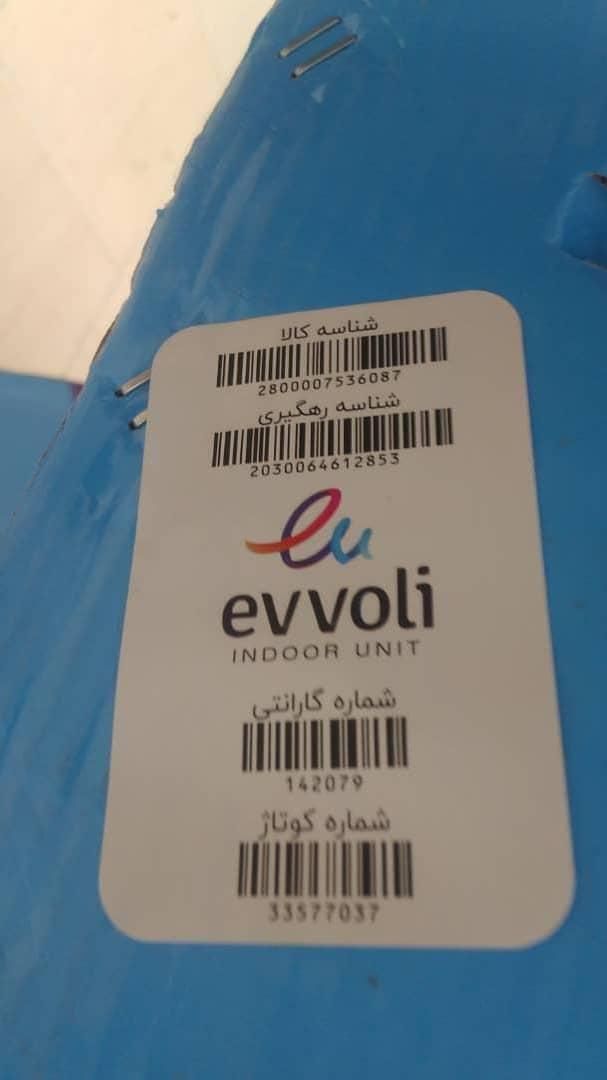 شناسه کالا
2800007536087
شناسه رهگیری
2030064612853
evvoli
INDOOR UNIT
شماره گارانتی
142079
شماره کوتاژ
33577037